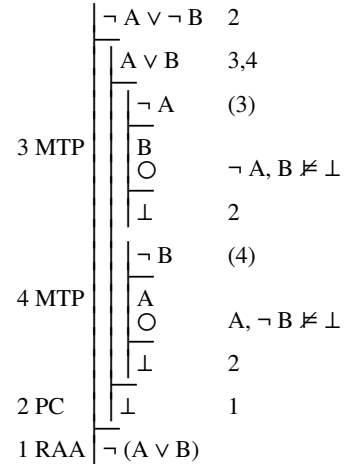 ¬ A ∨ ¬ B 2
A ∨ B 3,4
¬ A (3)
3 MTP B
○ ¬ A, B ⊭ ⊥
⊥ 2
¬ B (4)
4 MTP A
○ A, ¬ B ⊭ ⊥
⊥ 2
2 PC ⊥ 1
1 RAA ¬ (A ∨ B)